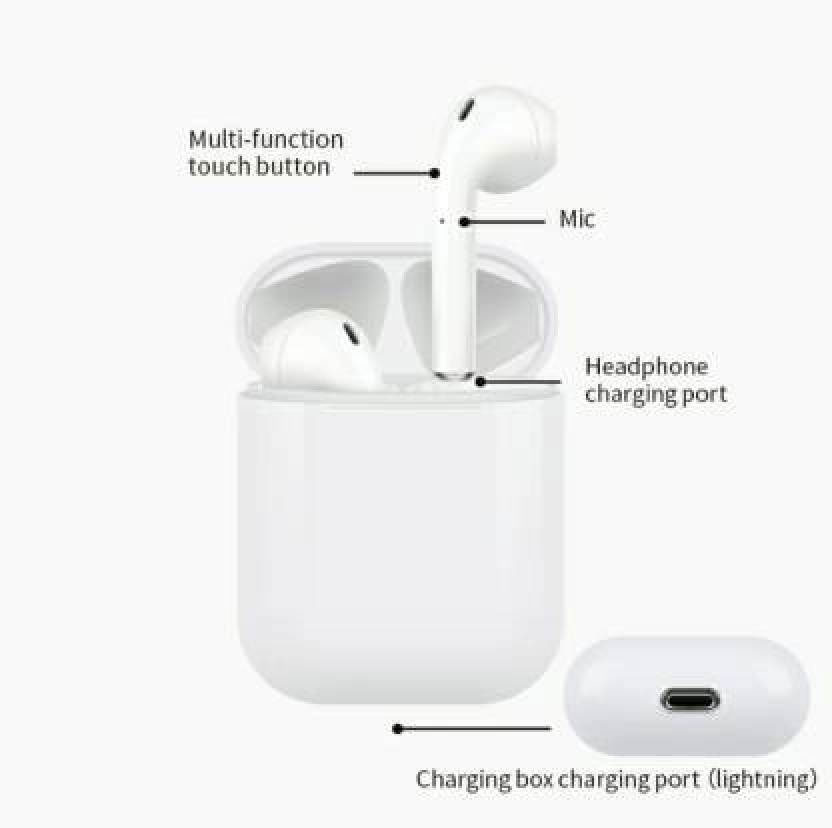 Multi-function
touch button
Mic
Headphone
charging port
Charging box charging port（lightning）